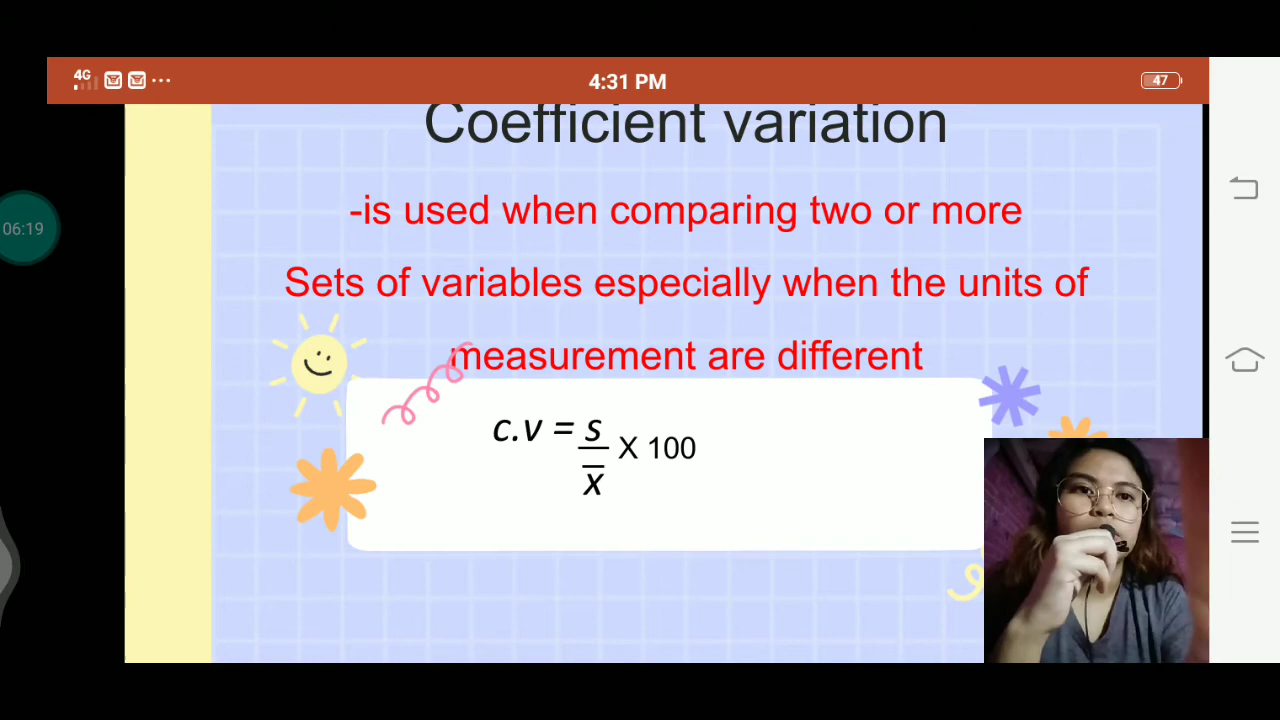 4G
4:31 PM
47
Coefficient variation
-is used when comparing two or more
Sets of variables especially when the units of
measurement are different
06:19
c.v = s
X 100
x̅